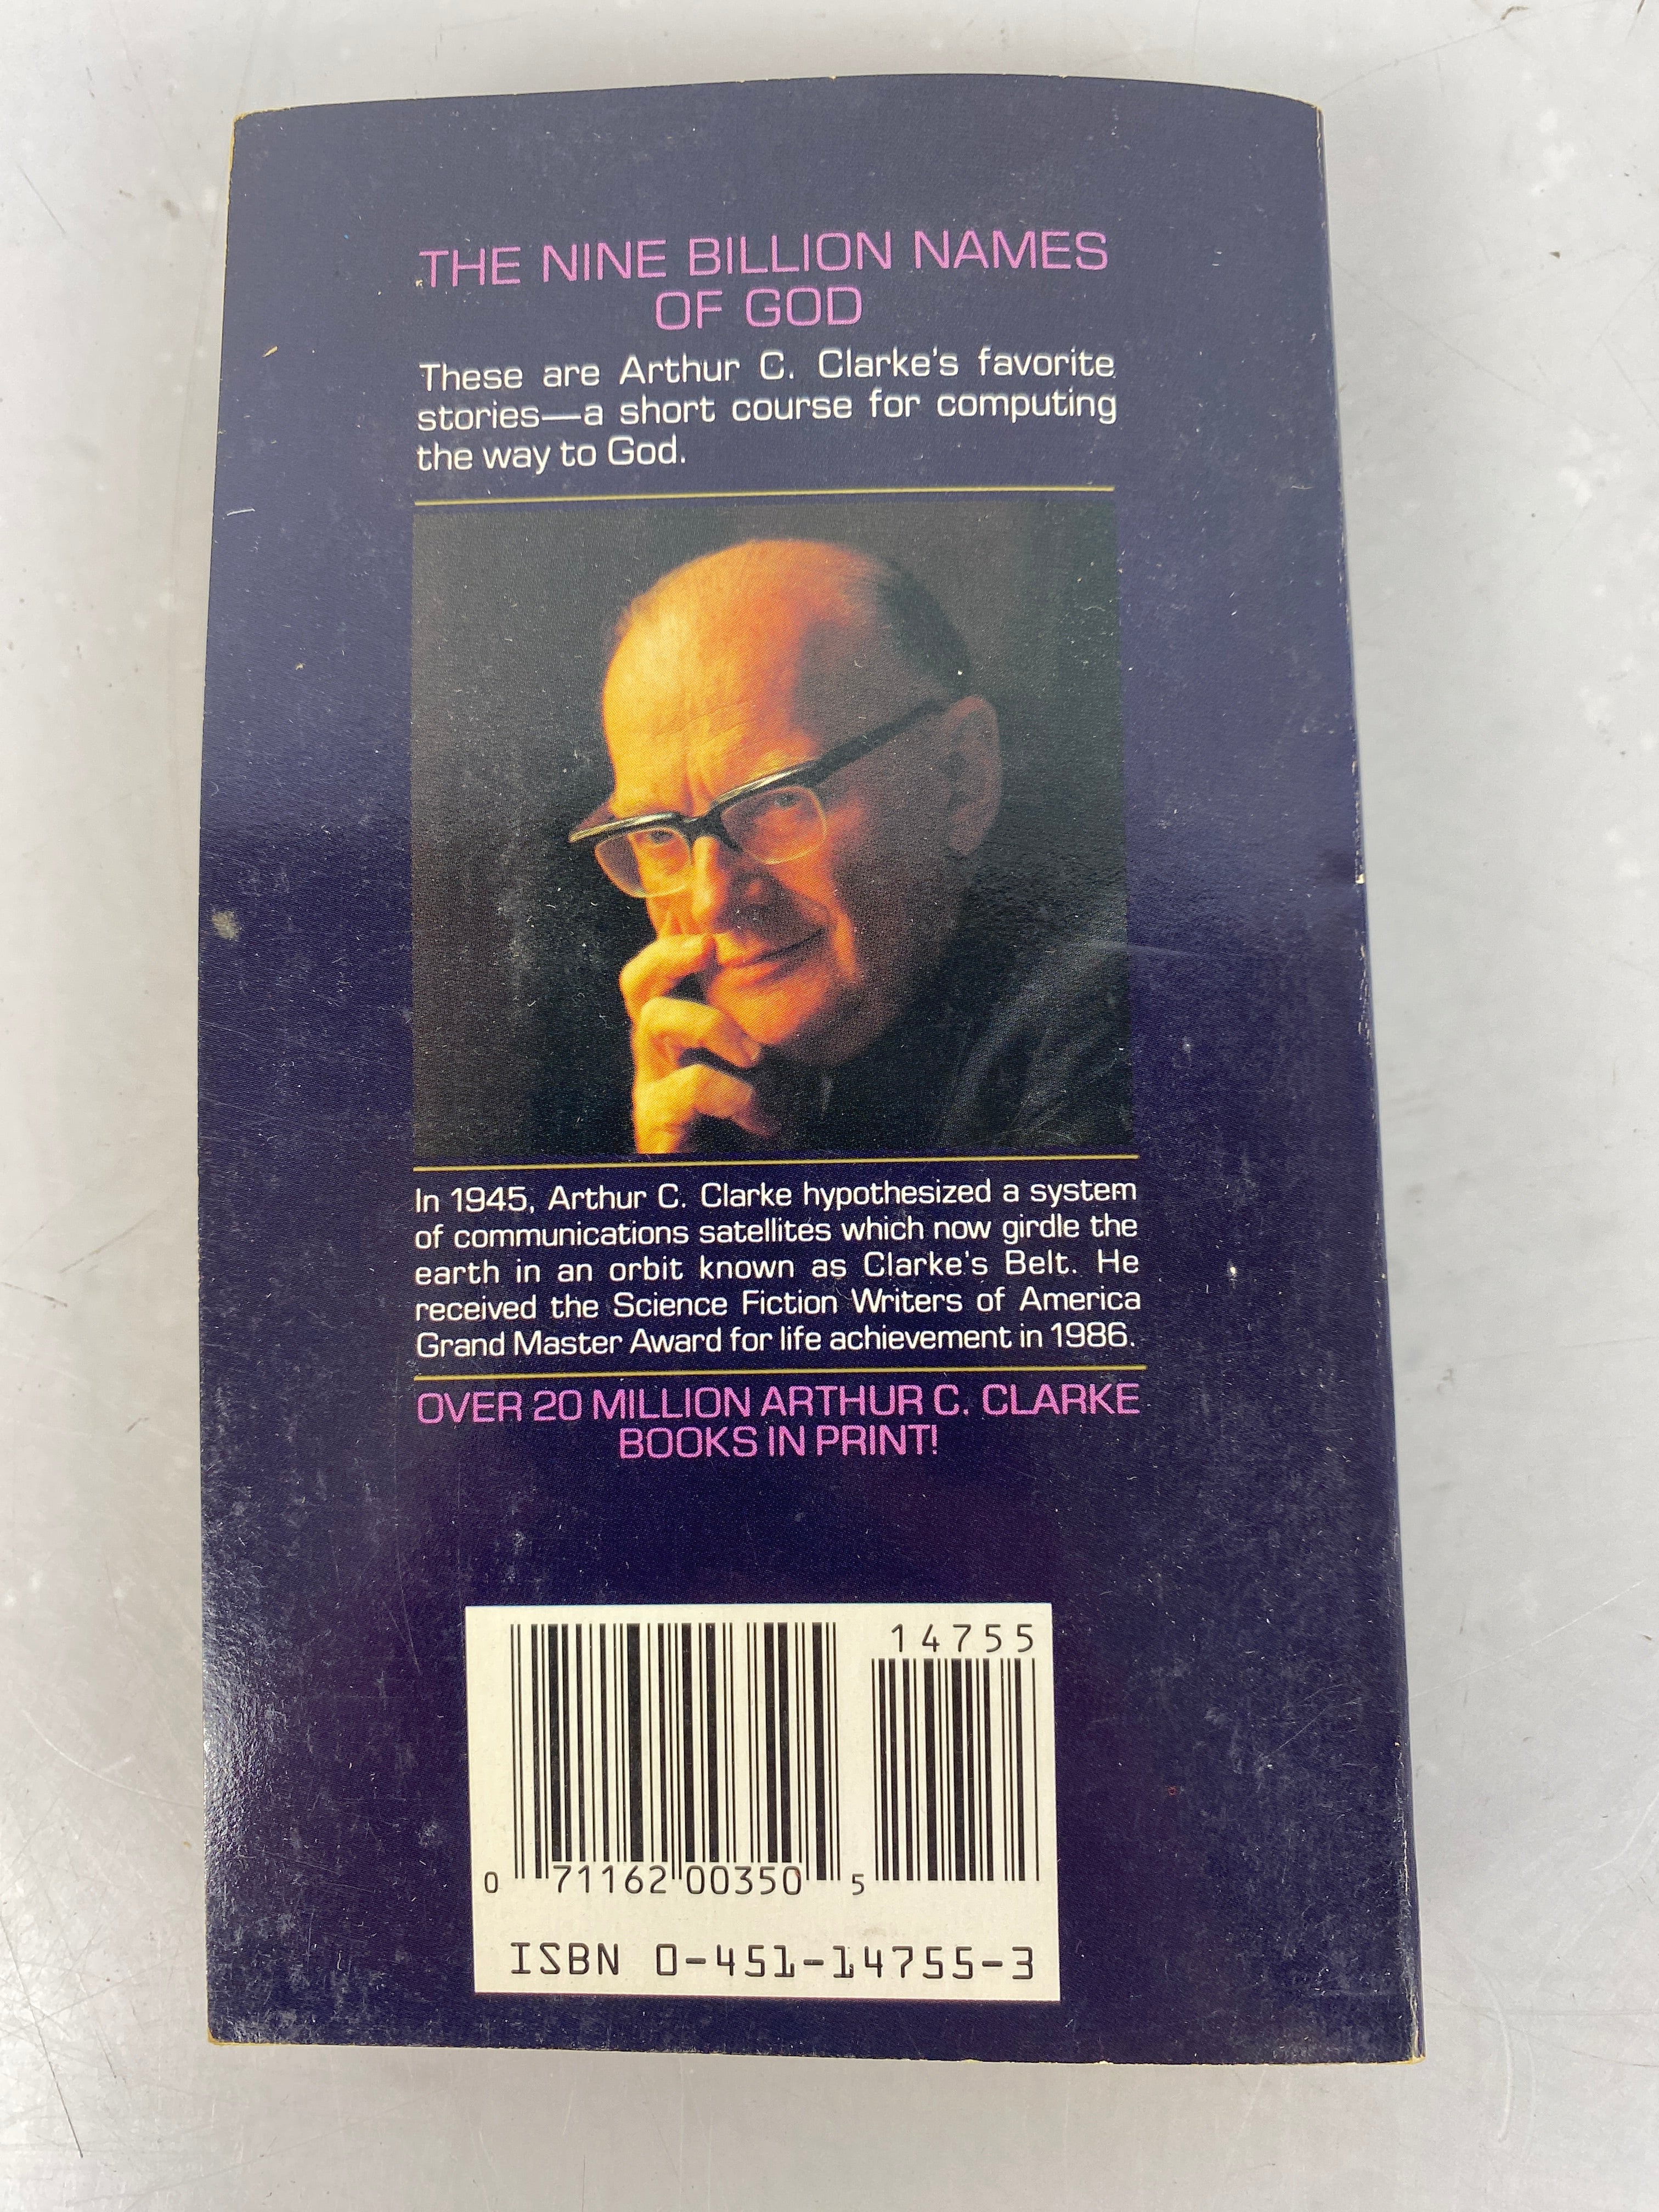 THE NINE BILLION NAMES
OF GOD
These are Arthur C. Clarke's favorite
stories—a short course for computing
the way to God.
In 1945, Arthur C. Clarke hypothesized a system
of communications satellites which now girdle the
earth in an orbit known as Clarke's Belt. He
received the Science Fiction Writers of America
Grand Master Award for life achievement in 1986.
OVER 20 MILLION ARTHUR C. CLARKE
BOOKS IN PRINT!
14755
0 71162 00350 5
ISBN 0-451-14755-3